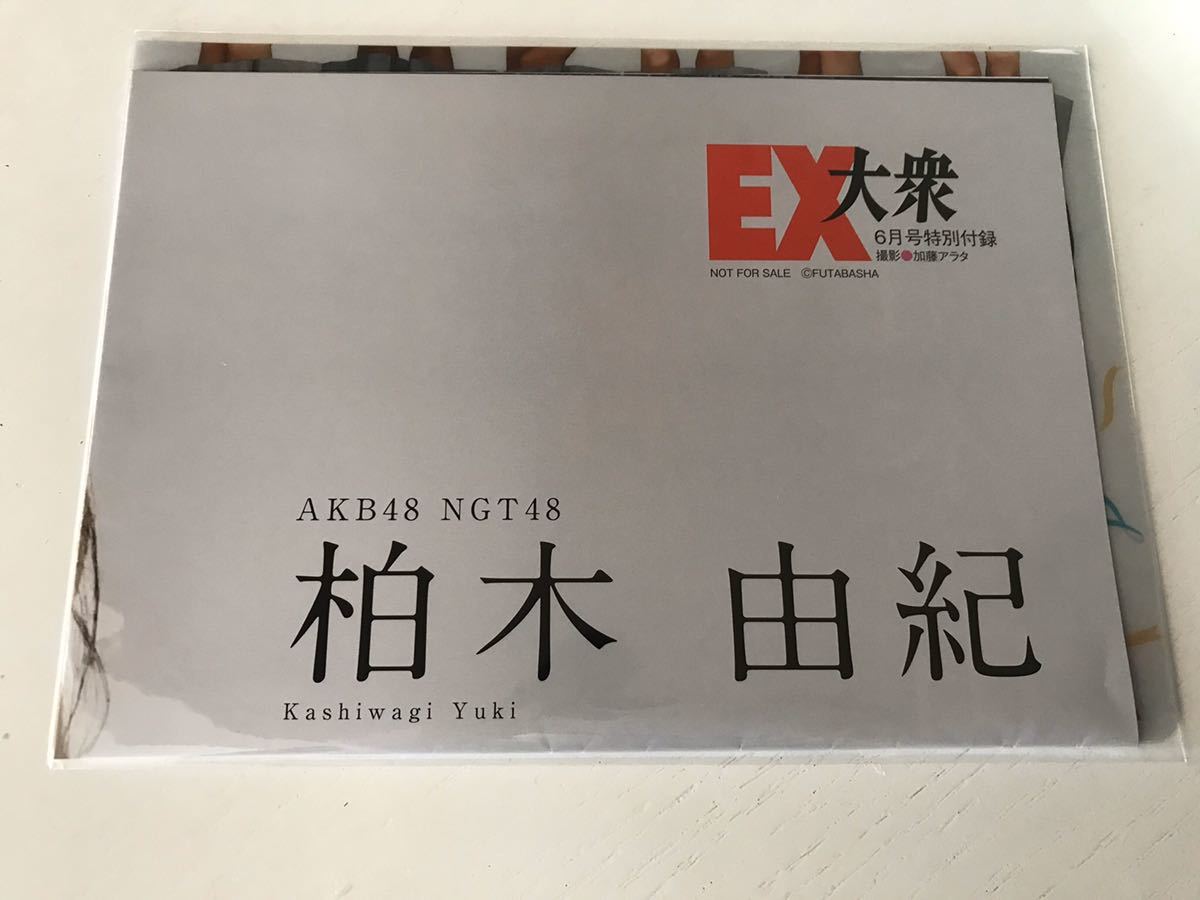 EX大衆
6月号特別付録
撮影●加藤アラタ
NOT FOR SALE ©FUTABASHA
AKB48 NGT48
柏木 由紀
Kashiwagi Yuki